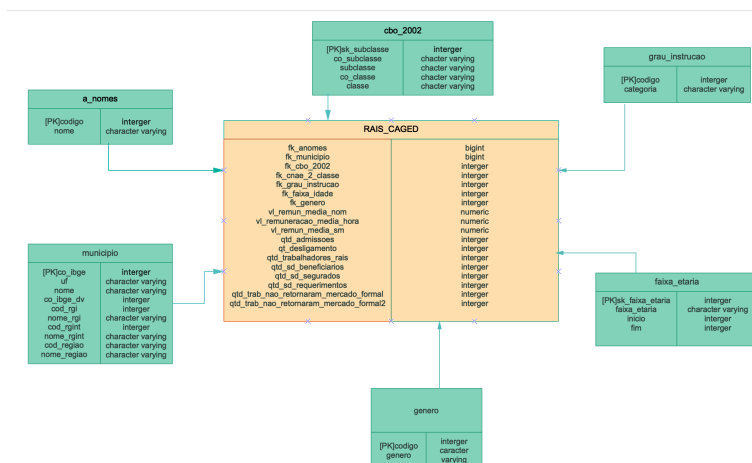 cbo_2002
[PK]sk_subclasse interger
co_subclasse chacter varying
subclasse chacter varying
co_classe chacter varying
classe chacter varying
grau_instrucao
[PK]codigo interger
categoria character varying
a_nomes
[PK]codigo interger
nome character varying
RAIS_CAGED
fk_anomes bigint
fk_municipio bigint
fk_cbo_2002 interger
fk_cnae_2_classe interger
fk_grau_instrucao interger
fk_faixa_idade interger
fk_genero interger
vl_remun_media_nom numeric
vl_remuneracao_media_hora numeric
vl_remun_media_sm numeric
qtd_admissoes interger
qt_desligamento interger
qtd_trabalhadores_rais interger
qtd_sd_beneficiarios interger
qtd_sd_segurados interger
qtd_sd_requerimentos interger
qtd_trab_nao_retornaram_mercado_formal interger
qtd_trab_nao_retornaram_mercado_formal2 interger
municipio
[PK]co_ibge interger
uf character varying
nome character varying
co_ibge_dv interger
cod_rgi interger
nome_rgi character varying
cod_rgint interger
nome_rgint character varying
cod_regiao character varying
nome_regiao character varying
faixa_etaria
[PK]sk_faixa_etaria interger
faixa_etaria character varying
inicio interger
fim interger
genero
[PK]codigo interger
genero caracter
varying